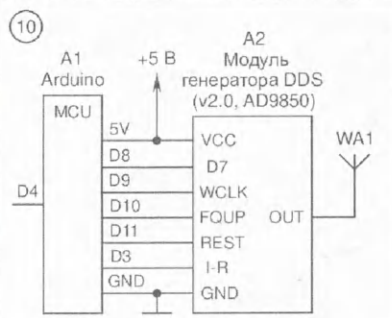 10
A1
Arduino
+5 В
A2
Модуль
генератора DDS
(v2.0, AD9850)
MCU
5V
VCC
D8
D7
WA1
D9
WCLK
D4
D10
FQUP
OUT
D11
REST
D3
I-R
GND
GND